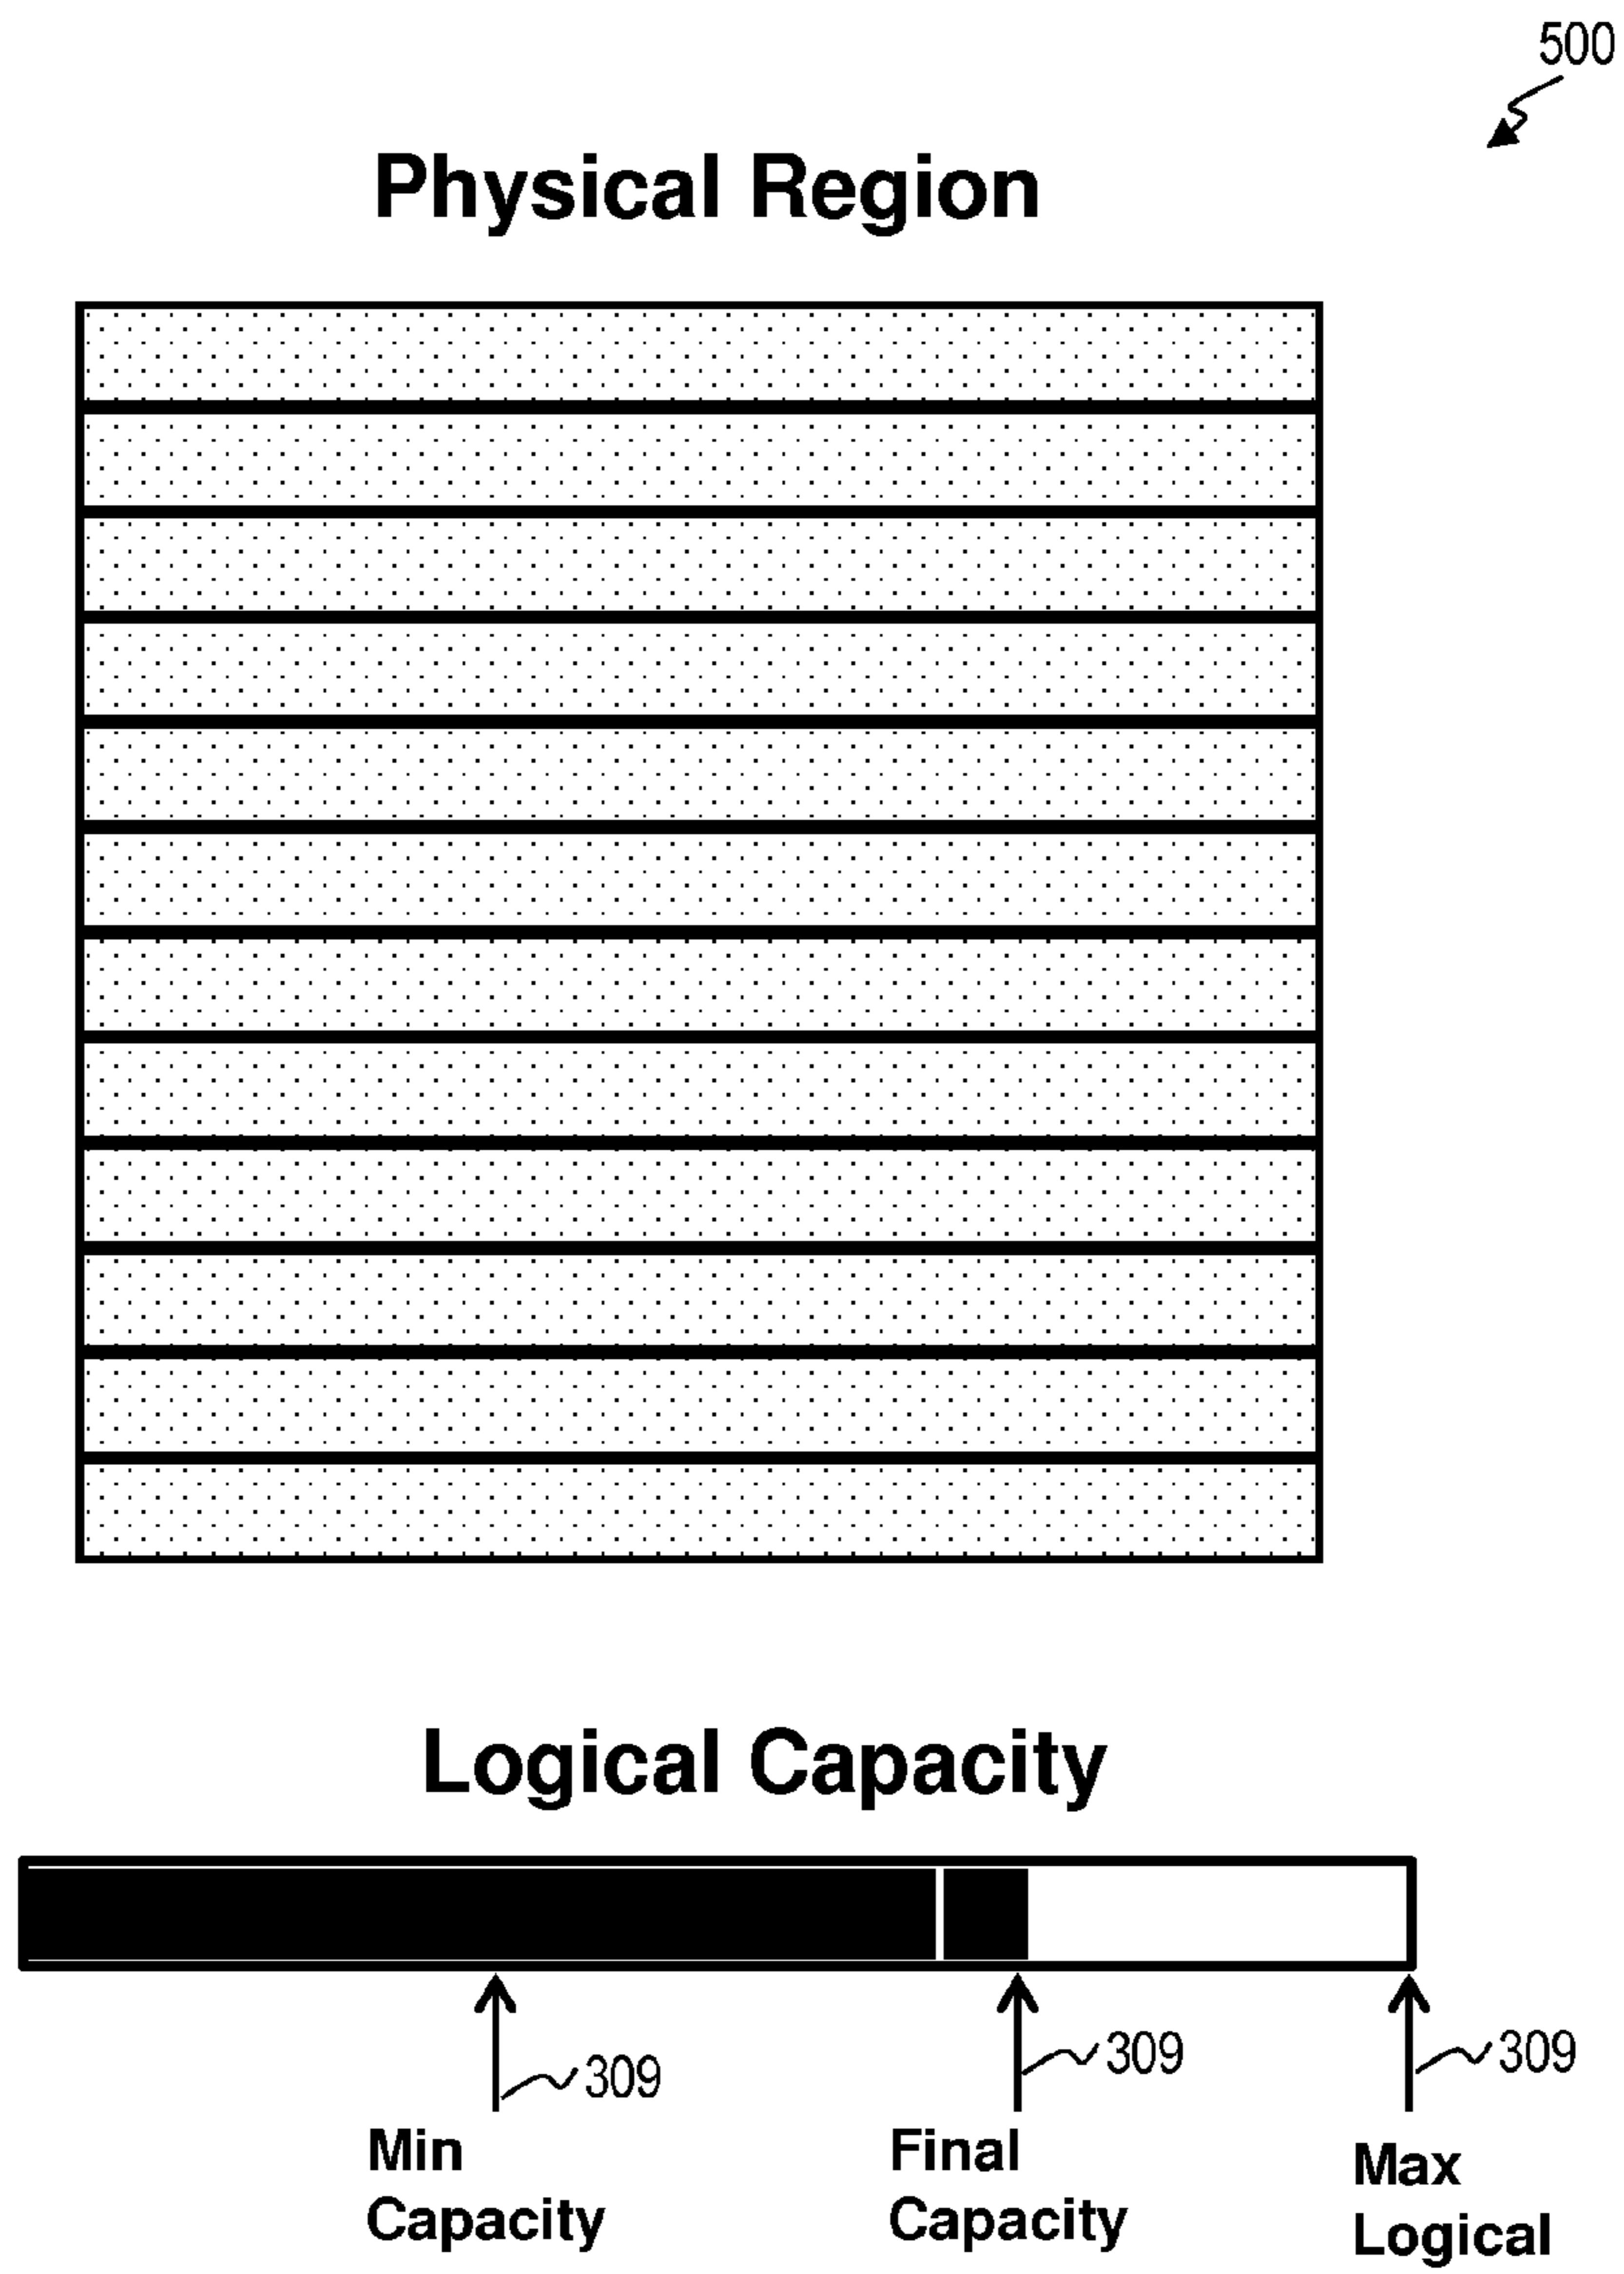 500
Physical Region
Logical Capacity
309
309
309
Min
Capacity
Final
Capacity
Max
Logical